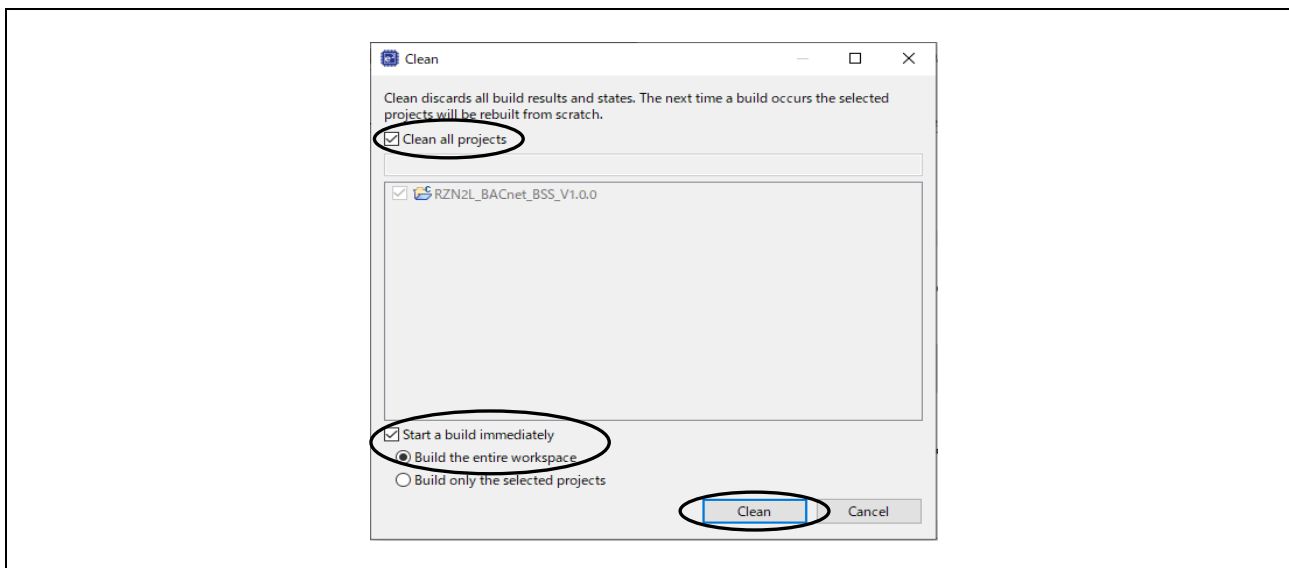 Clean
Clean discards all build results and states. The next time a build occurs the selected
projects will be rebuilt from scratch.
Clean all projects
RZN2L_BACnet_BSS_V1.0.0
Start a build immediately
Build the entire workspace
Build only the selected projects
Clean Cancel